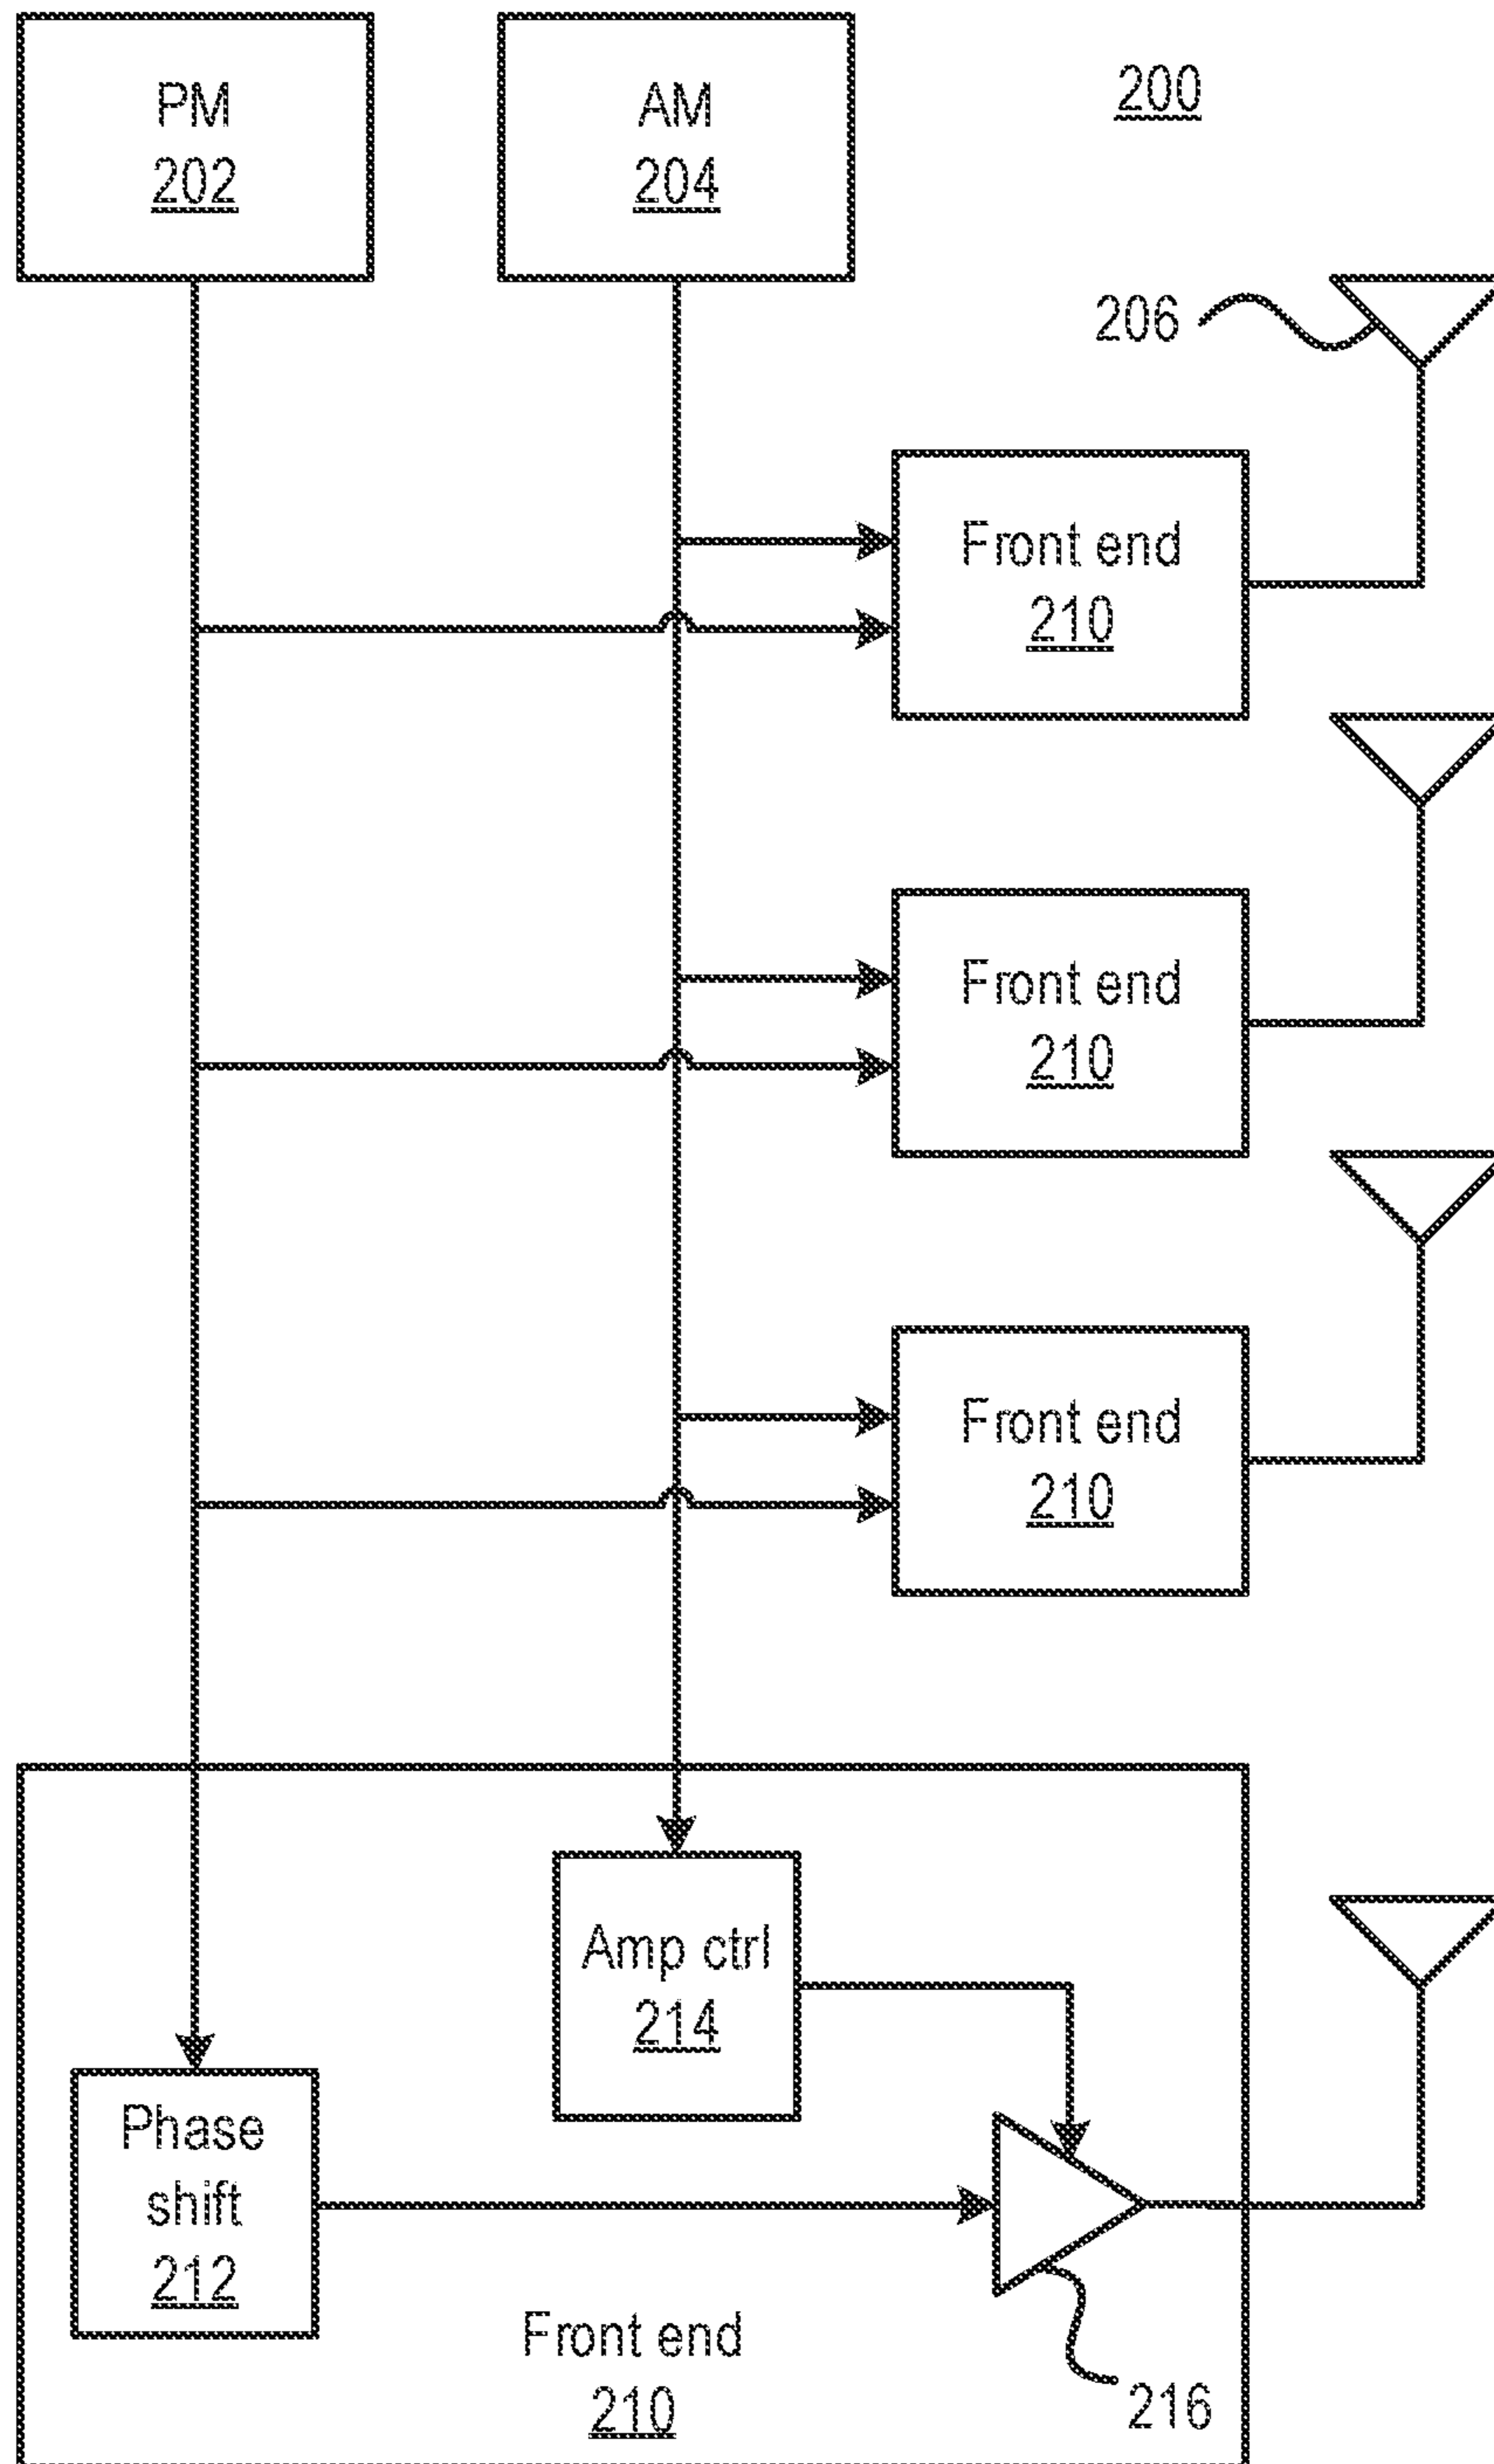 PM
202
AM
204
200
206
Front end
210
Front end
210
Front end
210
Amp ctrl
214
Phase
shift
212
Front end
210
216